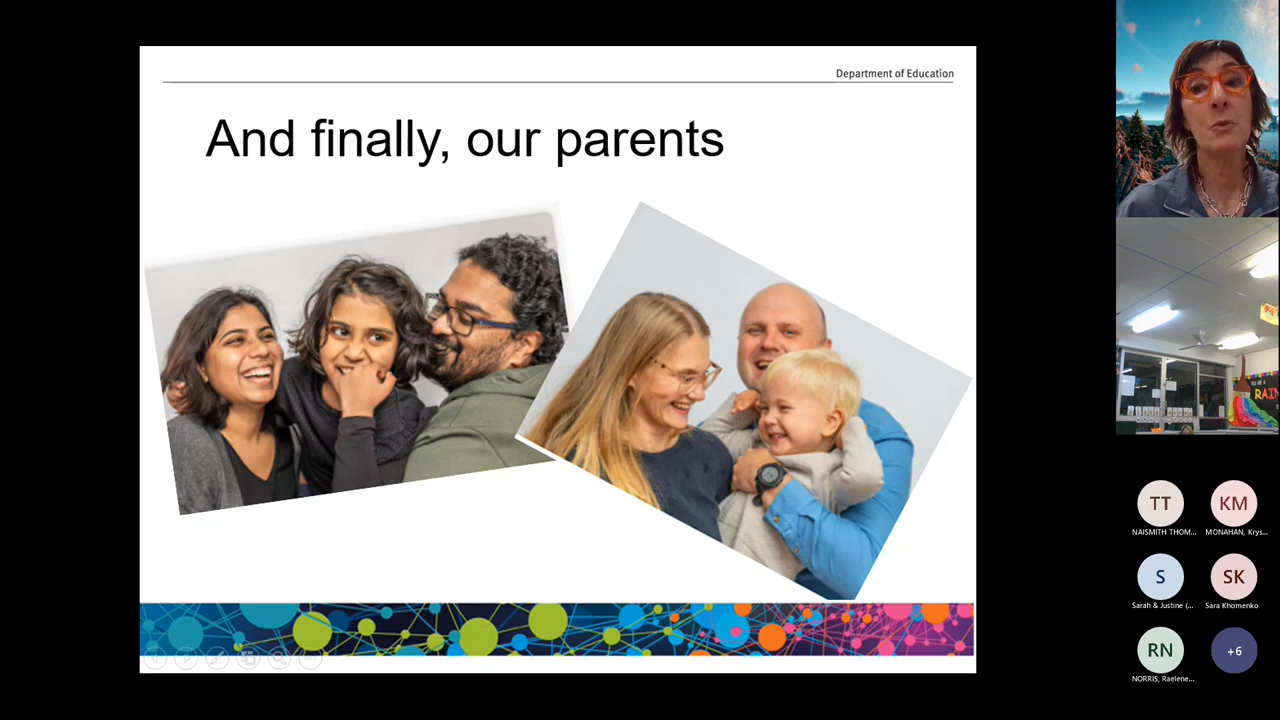 Department of Education
And finally, our parents
RAIN
TT
KM
NAISMITH THOM...
MONAHAN, Krys...
S
SK
Sarah & Justine (...
Sara Khomenko
RN
+6
NORRIS, Raelene...